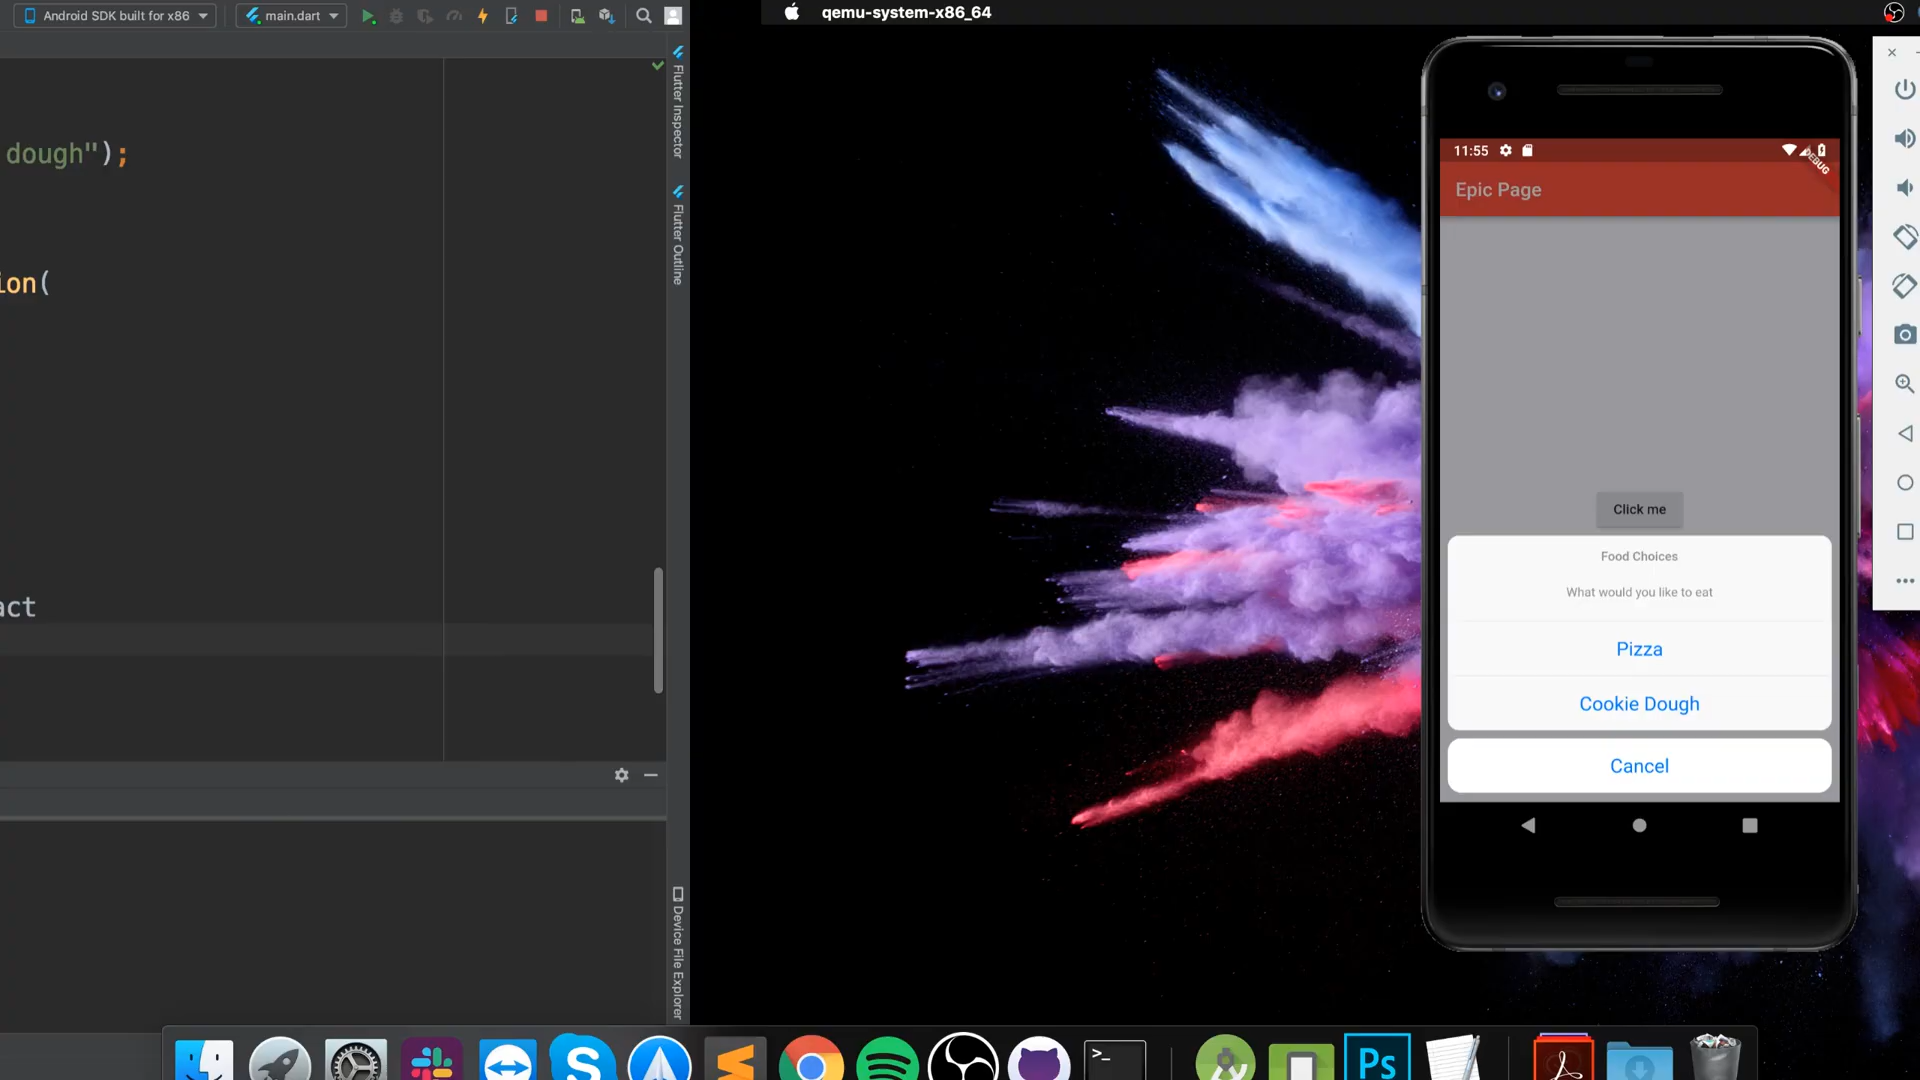 Android SDK built for x86
main.dart
qemu-system-x86_64
Flutter Inspector
Flutter Outline
Device File Explorer
dough");
ion(
act
11:55
DEBUG
Epic Page
Click me
Food Choices
What would you like to eat
Pizza
Cookie Dough
Cancel
>_
Ps